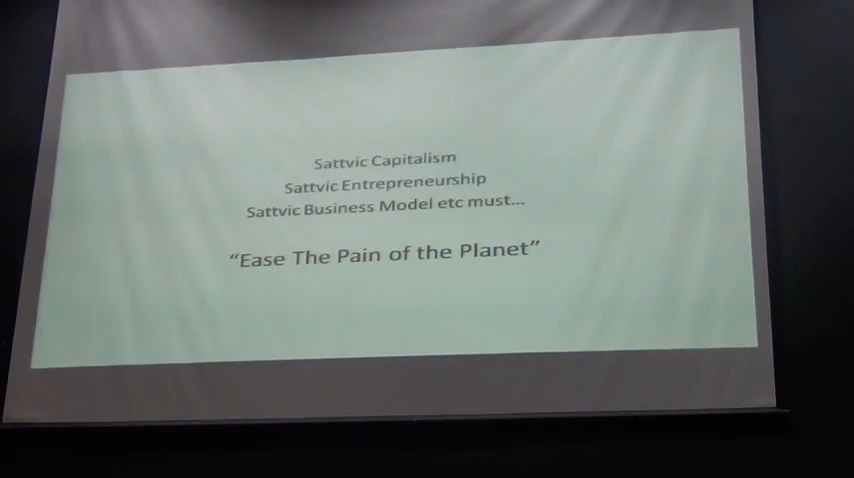 Sattvic Capitalism
Sattvic Entrepreneurship
Sattvic Business Model etc must...
“Ease The Pain of the Planet”